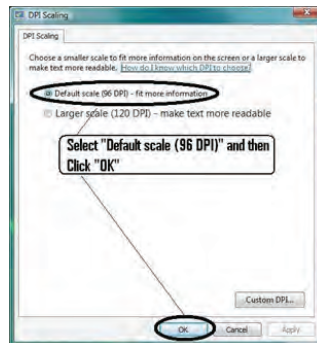 DPI Scaling
DPI Scaling
Choose a smaller scale to fit more information on the screen or a larger scale to
make text more readable. How do I know which DPI to choose?
Default scale (96 DPI) - fit more information
Larger scale (120 DPI) - make text more readable
Select "Default scale (96 DPI)" and then
Click "OK"
Custom DPI...
OK Cancel Apply